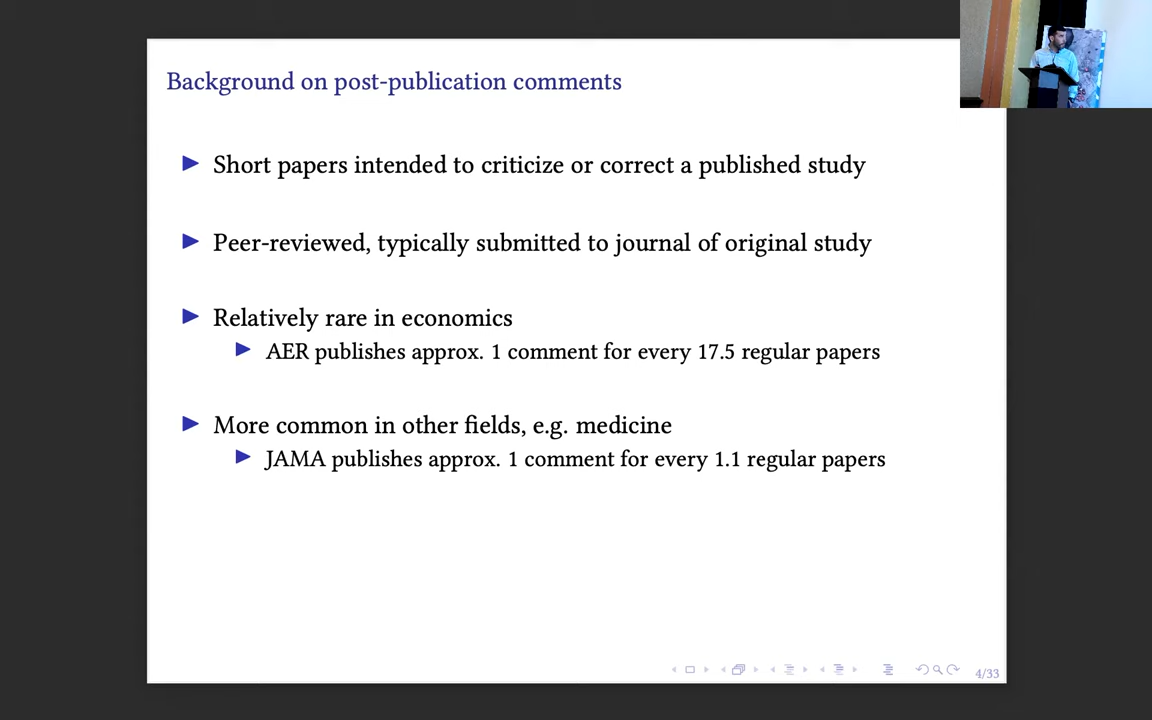 Background on post-publication comments
Short papers intended to criticize or correct a published study
Peer-reviewed, typically submitted to journal of original study
Relatively rare in economics
AER publishes approx. 1 comment for every 17.5 regular papers
More common in other fields, e.g. medicine
JAMA publishes approx. 1 comment for every 1.1 regular papers
4/33